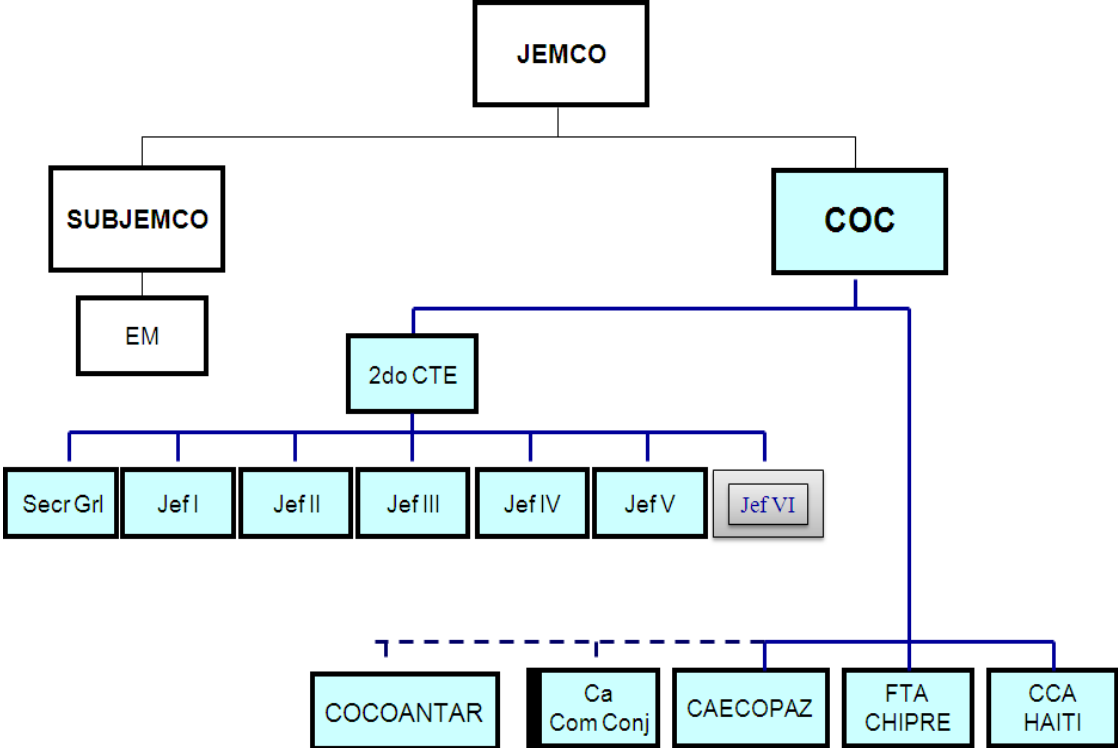 JEMCO
SUBJEMCO
COC
EM
2do CTE
Secr Grl
Jef I
Jef II
Jef III
Jef IV
Jef V
Jef VI
COCOANTAR
Ca
Com Conj
CAECOPAZ
FTA
CHIPRE
CCA
HAITI